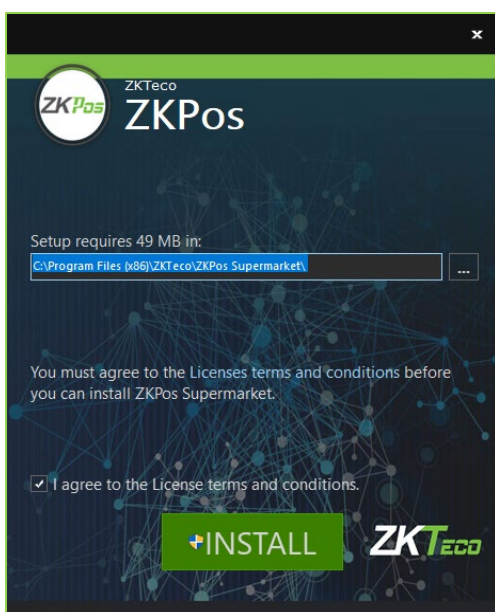 x
ZKPos
ZKTeco
ZKPos
Setup requires 49 MB in:
C:\Program Files (x86)\ZKTeco\ZKPos Supermarket\
...
You must agree to the Licenses terms and conditions before
you can install ZKPos Supermarket.
I agree to the License terms and conditions.
INSTALL
ZKTeco